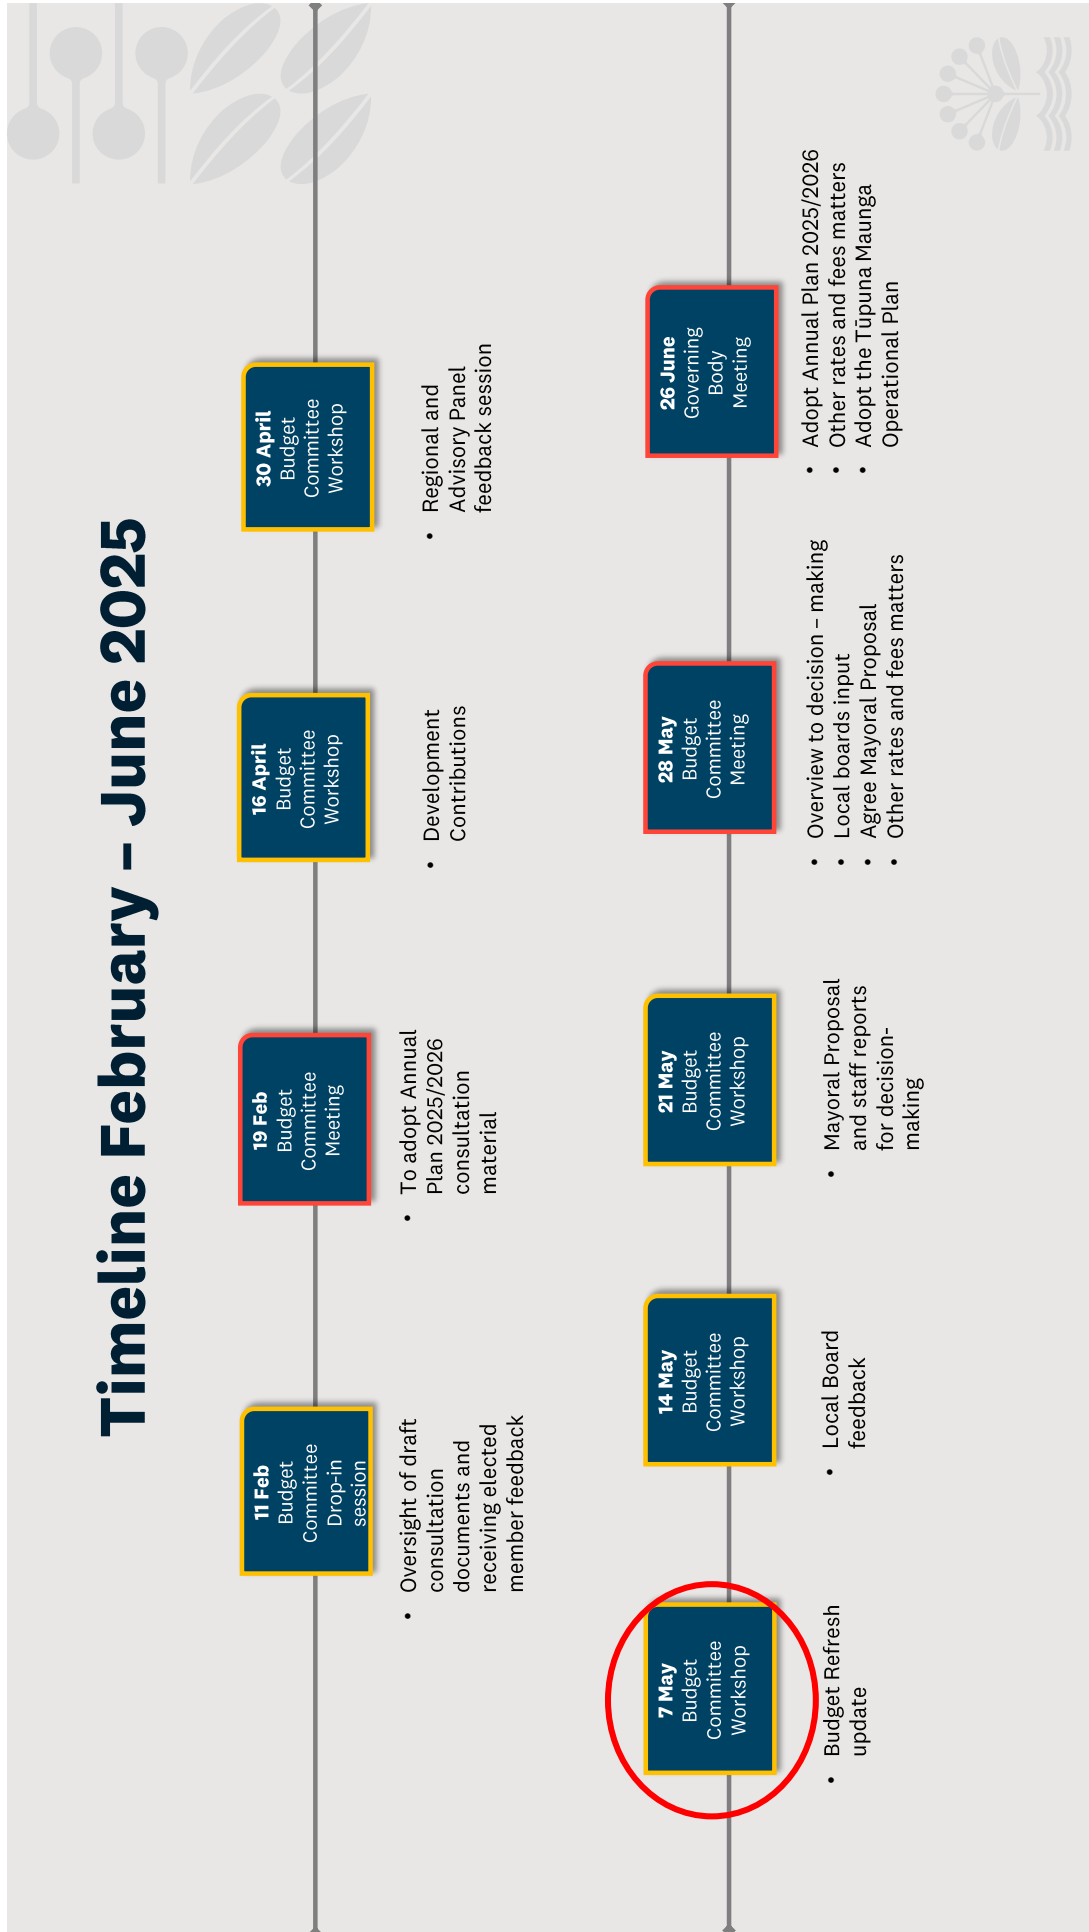 Timeline February – June 2025
11 Feb
Budget
Committee
Drop-in
session
• Oversight of draft
consultation
documents and
receiving elected
member feedback
19 Feb
Budget
Committee
Meeting
• To adopt Annual
Plan 2025/2026
consultation
material
16 April
Budget
Committee
Workshop
• Development
Contributions
30 April
Budget
Committee
Workshop
• Regional and
Advisory Panel
feedback session
7 May
Budget
Committee
Workshop
• Budget Refresh
update
14 May
Budget
Committee
Workshop
• Local Board
feedback
21 May
Budget
Committee
Workshop
• Mayoral Proposal
and staff reports
for decision-
making
28 May
Budget
Committee
Meeting
• Overview to decision – making
• Local boards input
• Agree Mayoral Proposal
• Other rates and fees matters
26 June
Governing
Body
Meeting
• Adopt Annual Plan 2025/2026
• Other rates and fees matters
• Adopt the Tūpuna Maunga
Operational Plan